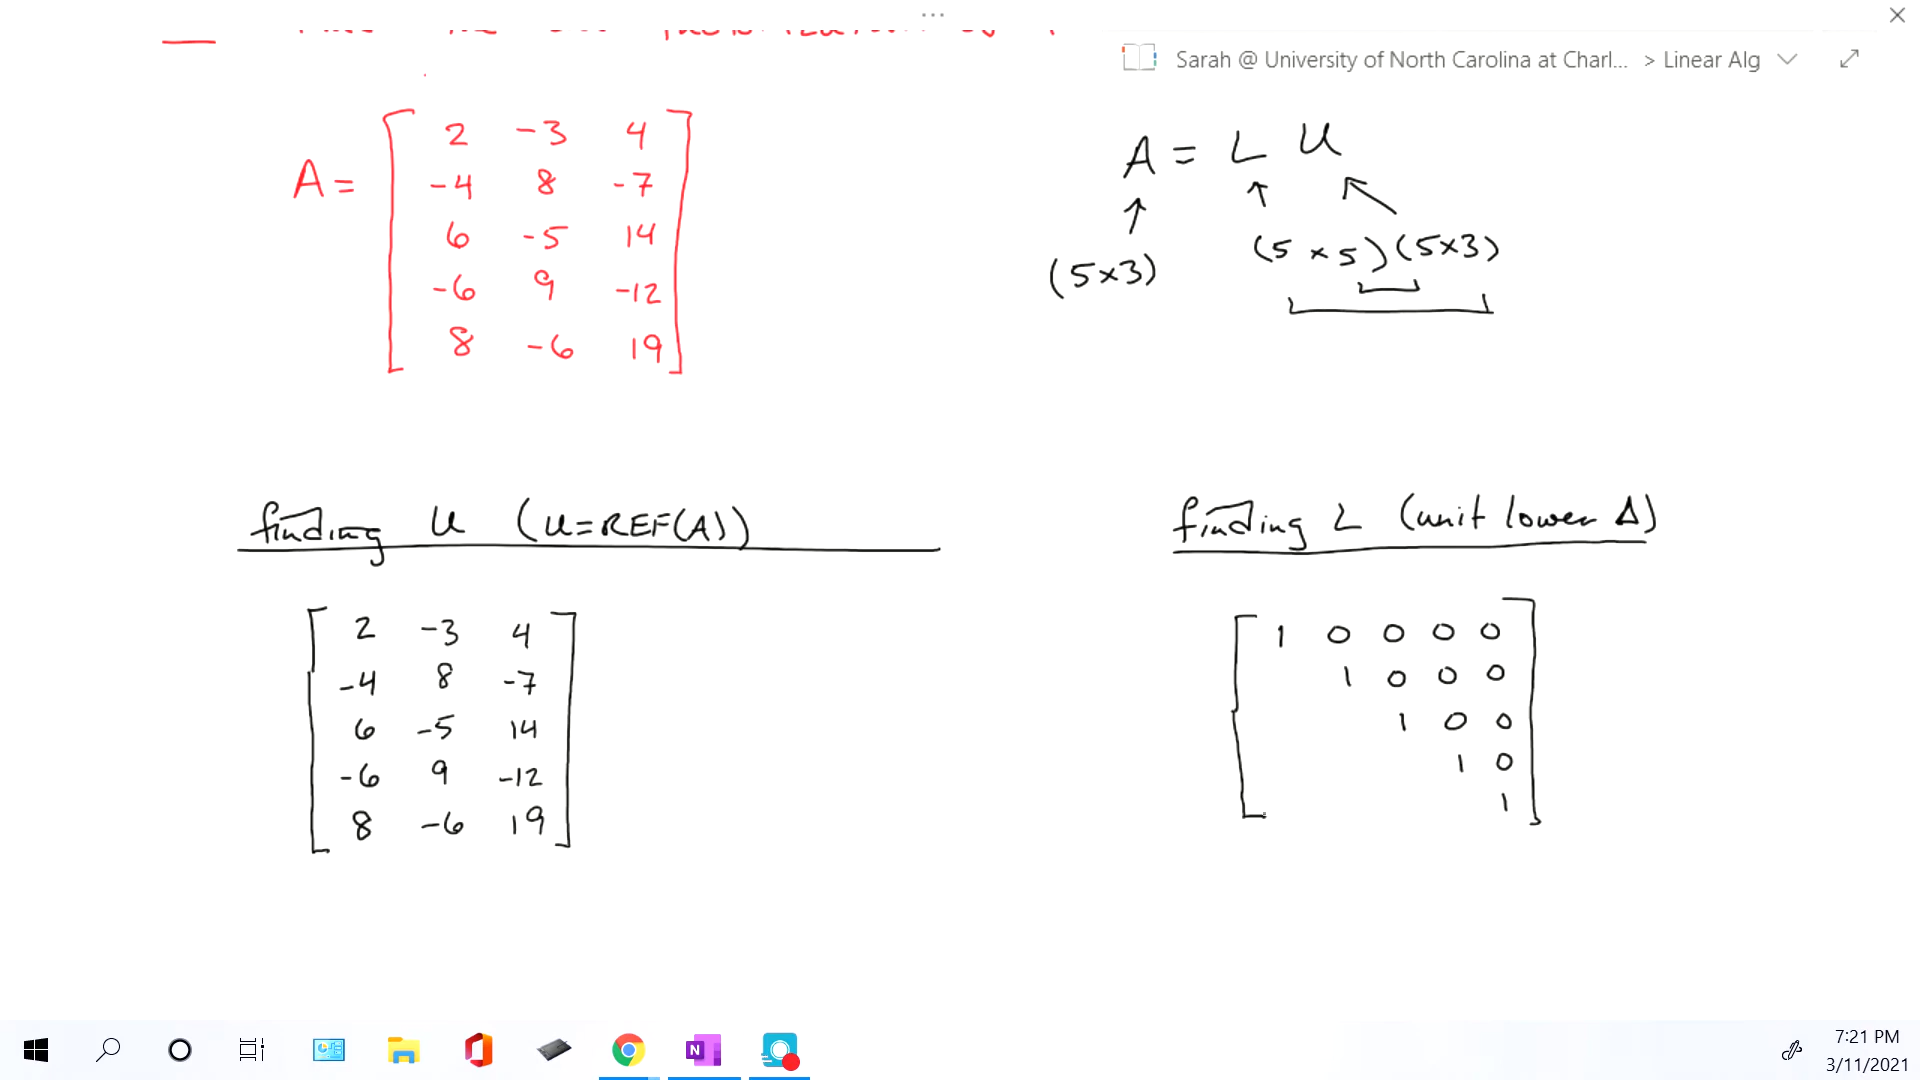 Sarah @ University of North Carolina at Charl... > Linear Alg
A = [ 2 -3 4
-4 8 -7
6 -5 14
-6 9 -12
8 -6 19 ]
A = L U
(5×3) (5 × 5) (5×3)
finding U (U=REF(A))
2 -3 4
-4 8 -7
6 -5 14
-6 9 -12
8 -6 19
finding L (unit lower Δ)
1 0 0 0 0
1 0 0 0
1 0 0
1 0
1
7:21 PM
3/11/2021